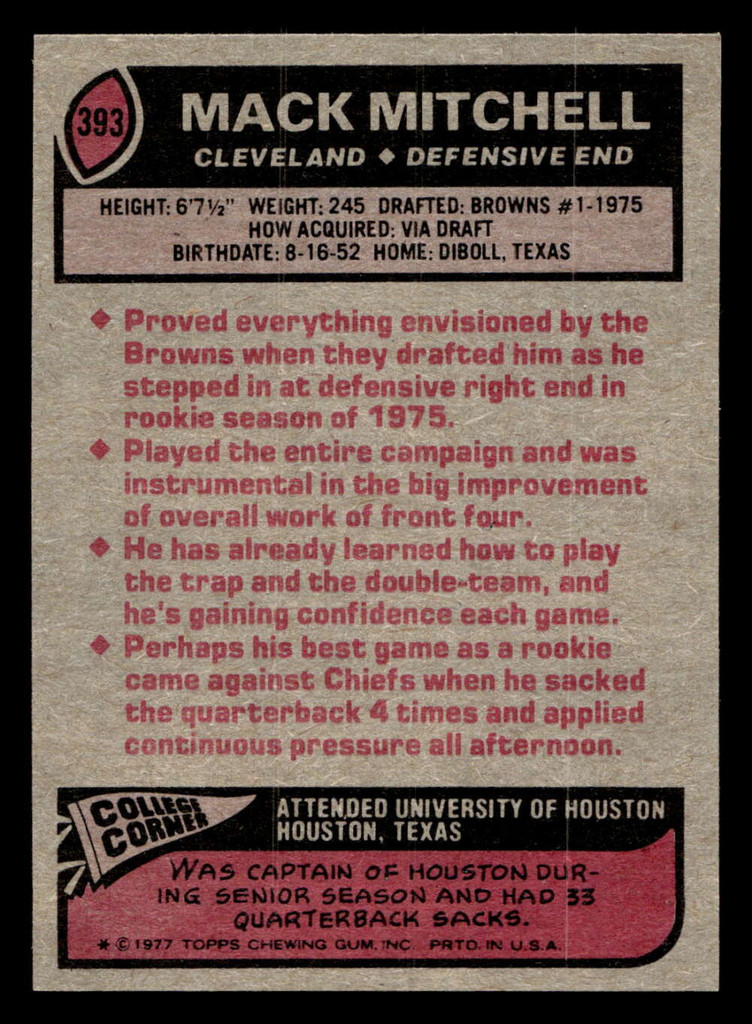 393
MACK MITCHELL
CLEVELAND ◆ DEFENSIVE END
HEIGHT: 6'7½" WEIGHT: 245 DRAFTED: BROWNS #1-1975
HOW ACQUIRED: VIA DRAFT
BIRTHDATE: 8-16-52 HOME: DIBOLL, TEXAS
◆ Proved everything envisioned by the
Browns when they drafted him as he
stepped in at defensive right end in
rookie season of 1975.
◆ Played the entire campaign and was
instrumental in the big improvement
of overall work of front four.
◆ He has already learned how to play
the trap and the double-team, and
he's gaining confidence each game.
◆ Perhaps his best game as a rookie
came against Chiefs when he sacked
the quarterback 4 times and applied
continuous pressure all afternoon.
COLLEGE
CORNER
ATTENDED UNIVERSITY OF HOUSTON
HOUSTON, TEXAS
WAS CAPTAIN OF HOUSTON DUR-
ING SENIOR SEASON AND HAD 33
QUARTERBACK SACKS.
* © 1977 TOPPS CHEWING GUM, INC. PRTD. IN U.S.A.